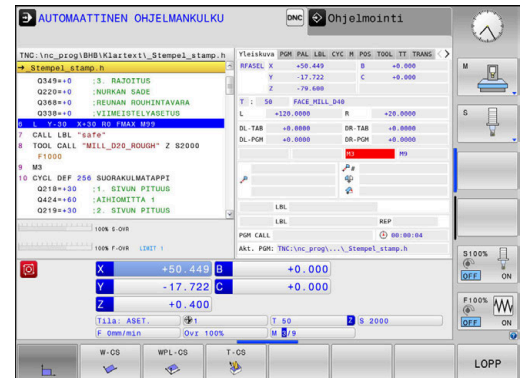 AUTOMAATTINEN OHJELMANKULKU
DNC
Ohjelmointi
TNC:\nc_prog\BHB\Klartext\_Stempel_stamp.h
→_Stempel_stamp.h
Q349=+0 ;3. RAJOITUS
Q220=+0 ;NURKAN SADE
Q368=+0 ;REUNAN ROUHINTAVARA
Q338=+0 ;VIIMEISTELYASETUS
6 L Y-30 X+30 R0 FMAX M99
7 CALL LBL "safe"
8 TOOL CALL "MILL_D20_ROUGH" Z S2000
F1000
9 M3
10 CYCL DEF 256 SUORAKULMATAPPI
Q218=+30 ;1. SIVUN PITUUS
Q424=+60 ;AIHIOMITTA 1
Q219=+30 ;2. SIVUN PITUUS
100% S-OVR
100% F-OVR LIMIT 1
Yleiskuva PGM PAL LBL CYC M POS TOOL TT TRANS
RFASEL X +50.449 B +0.000
Y -17.722 C +0.000
Z -79.600
T : 50 FACE_MILL_D40
L +120.0000 R +20.0000
DL-TAB +0.0000 DR-TAB +0.0000
DL-PGM +0.0000 DR-PGM +0.0000
M3 M9
LBL
LBL REP
PGM CALL 00:00:04
Akt. PGM: TNC:\nc_prog\...\_Stempel_stamp.h
X +50.449 B +0.000
Y -17.722 C +0.000
Z +0.400
Tila: ASET. 1 T 50 Z S 2000
F 0mm/min Ovr 100% M 3/9
W-CS
WPL-CS
T-CS
LOPP
M
S
S100%
OFF ON
F100%
OFF ON